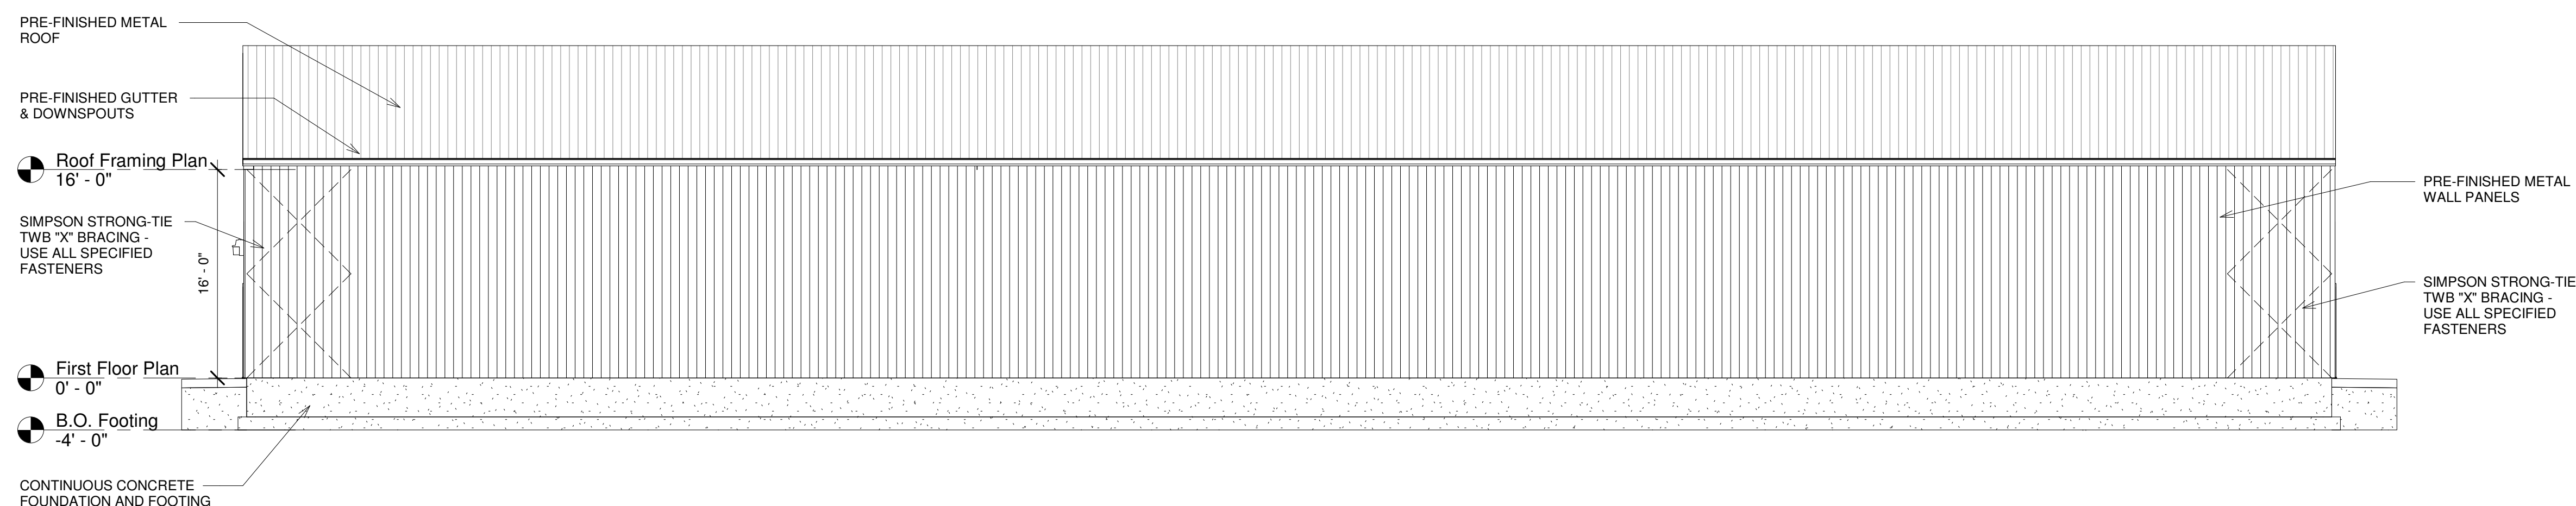 PRE-FINISHED METAL
ROOF
PRE-FINISHED GUTTER
& DOWNSPOUTS
Roof Framing Plan
16' - 0"
SIMPSON STRONG-TIE
TWB "X" BRACING -
USE ALL SPECIFIED
FASTENERS
16' - 0"
First Floor Plan
0' - 0"
B.O. Footing
-4' - 0"
CONTINUOUS CONCRETE
FOUNDATION AND FOOTING
PRE-FINISHED METAL
WALL PANELS
SIMPSON STRONG-TIE
TWB "X" BRACING -
USE ALL SPECIFIED
FASTENERS